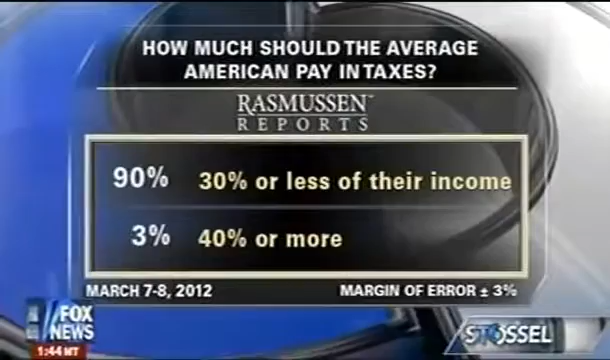 HOW MUCH SHOULD THE AVERAGE
AMERICAN PAY IN TAXES?
RASMUSSEN™
REPORTS
90% 30% or less of their income
3% 40% or more
MARCH 7-8, 2012 MARGIN OF ERROR ± 3%
FOX
NEWS
1:44 MT
STOSSEL